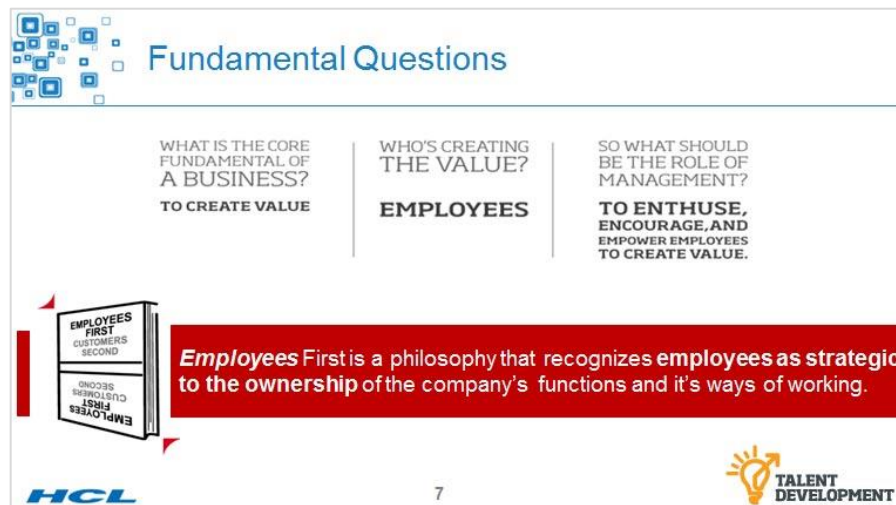 Fundamental Questions
WHAT IS THE CORE
FUNDAMENTAL OF
A BUSINESS?
TO CREATE VALUE
WHO'S CREATING
THE VALUE?
EMPLOYEES
SO WHAT SHOULD
BE THE ROLE OF
MANAGEMENT?
TO ENTHUSE,
ENCOURAGE, AND
EMPOWER EMPLOYEES
TO CREATE VALUE.
EMPLOYEES
FIRST
CUSTOMERS
SECOND
EMPLOYEES
FIRST
CUSTOMERS
SECOND
Employees First is a philosophy that recognizes employees as strategic
to the ownership of the company's functions and it's ways of working.
HCL
7
TALENT
DEVELOPMENT